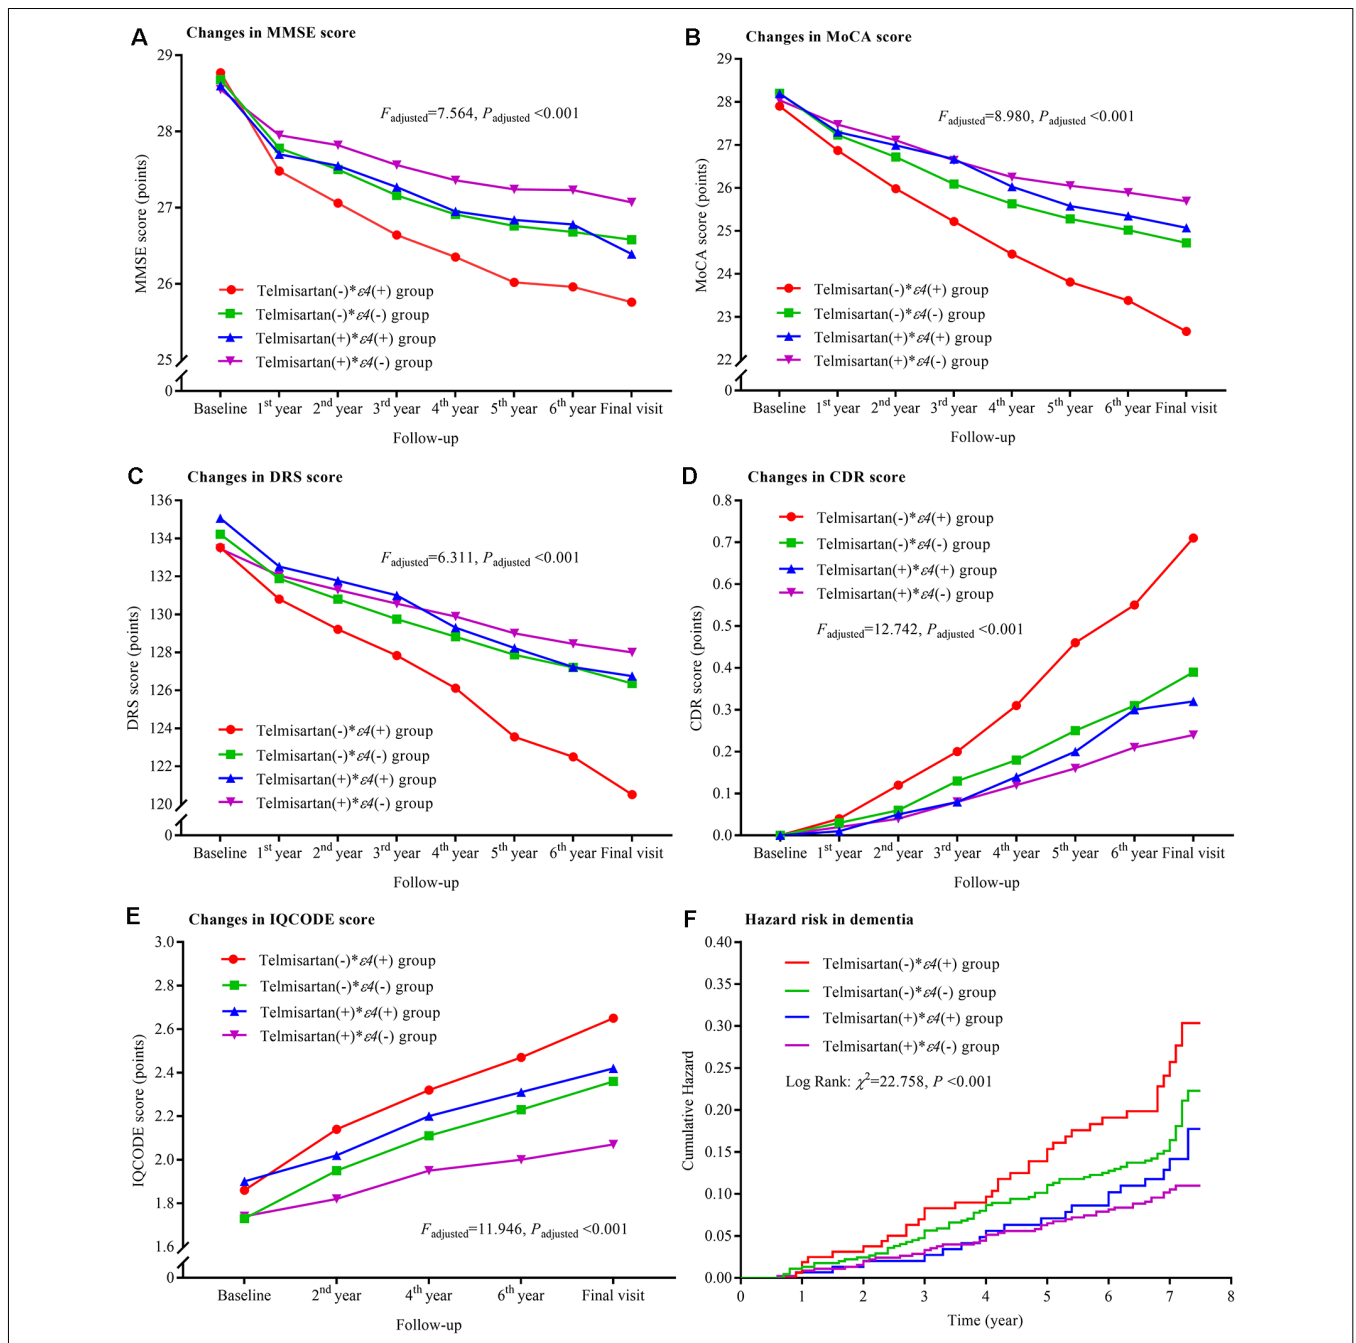 A Changes in MMSE score
F adjusted=7.564, P adjusted <0.001
MMSE score (points)
29
28
27
26
25
0
Telmisartan(-)*ε4(+) group
Telmisartan(-)*ε4(-) group
Telmisartan(+)*ε4(+) group
Telmisartan(+)*ε4(-) group
Baseline 1st year 2nd year 3rd year 4th year 5th year 6th year Final visit
Follow-up
B Changes in MoCA score
F adjusted=8.980, P adjusted <0.001
MoCA score (points)
29
28
27
26
25
24
23
22
0
Telmisartan(-)*ε4(+) group
Telmisartan(-)*ε4(-) group
Telmisartan(+)*ε4(+) group
Telmisartan(+)*ε4(-) group
Baseline 1st year 2nd year 3rd year 4th year 5th year 6th year Final visit
Follow-up
C Changes in DRS score
F adjusted=6.311, P adjusted <0.001
DRS score (points)
136
134
132
130
128
126
124
122
120
0
Telmisartan(-)*ε4(+) group
Telmisartan(-)*ε4(-) group
Telmisartan(+)*ε4(+) group
Telmisartan(+)*ε4(-) group
Baseline 1st year 2nd year 3rd year 4th year 5th year 6th year Final visit
Follow-up
D Changes in CDR score
Telmisartan(-)*ε4(+) group
Telmisartan(-)*ε4(-) group
Telmisartan(+)*ε4(+) group
Telmisartan(+)*ε4(-) group
F adjusted=12.742, P adjusted <0.001
CDR score (points)
0.8
0.7
0.6
0.5
0.4
0.3
0.2
0.1
0.0
Baseline 1st year 2nd year 3rd year 4th year 5th year 6th year Final visit
Follow-up
E Changes in IQCODE score
Telmisartan(-)*ε4(+) group
Telmisartan(-)*ε4(-) group
Telmisartan(+)*ε4(+) group
Telmisartan(+)*ε4(-) group
IQCODE score (points)
3.0
2.8
2.6
2.4
2.2
2.0
1.8
1.6
0
F adjusted=11.946, P adjusted <0.001
Baseline 2nd year 4th year 6th year Final visit
Follow-up
F Hazard risk in dementia
Telmisartan(-)*ε4(+) group
Telmisartan(-)*ε4(-) group
Telmisartan(+)*ε4(+) group
Telmisartan(+)*ε4(-) group
Log Rank: χ2=22.758, P <0.001
Cumulative Hazard
0.40
0.35
0.30
0.25
0.20
0.15
0.10
0.05
0.00
0 1 2 3 4 5 6 7 8
Time (year)